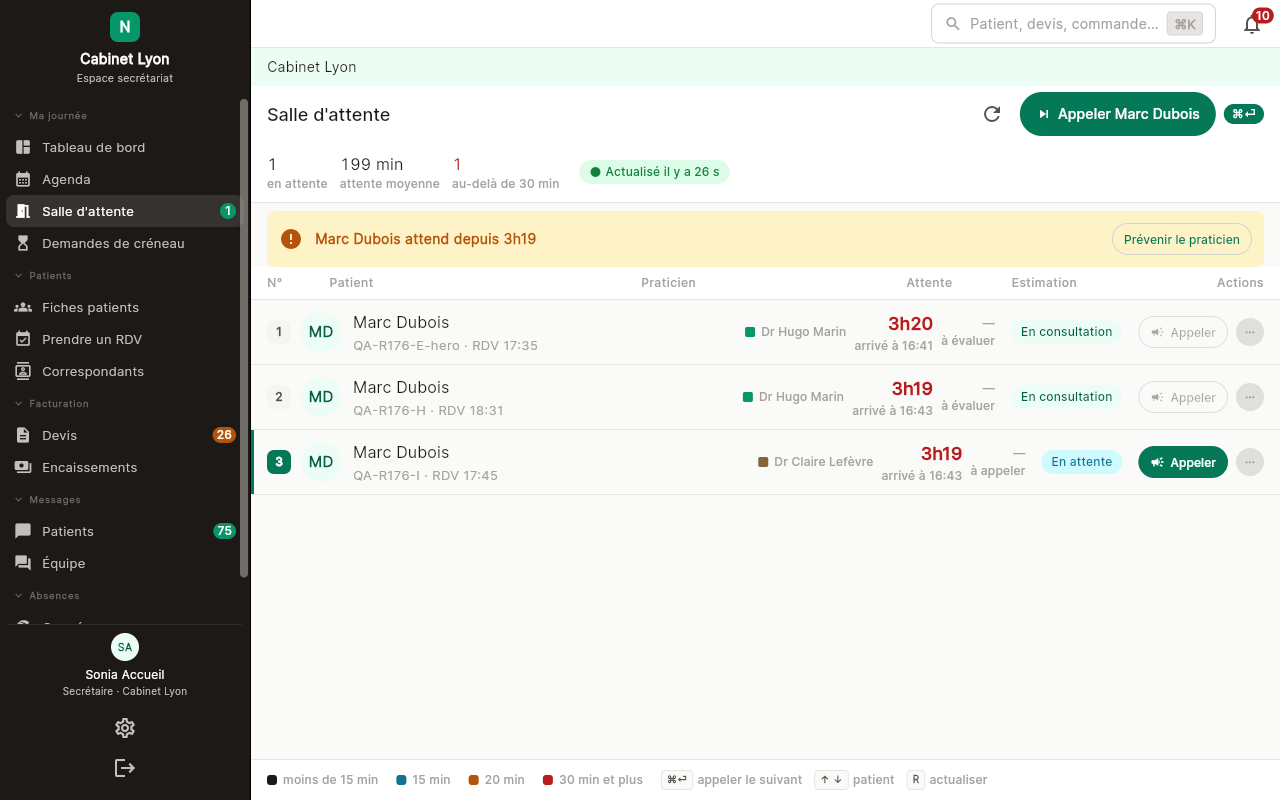 N
Cabinet Lyon
Espace secrétariat
Ma journée
Tableau de bord
Agenda
Salle d'attente 1
Demandes de créneau
Patients
Fiches patients
Prendre un RDV
Correspondants
Facturation
Devis 26
Encaissements
Messages
Patients 75
Équipe
Absences
SA
Sonia Accueil
Secrétaire · Cabinet Lyon
Patient, devis, commande... ⌘K
10
Cabinet Lyon
Salle d'attente
Appeler Marc Dubois ⌘⏎
1 199 min 1
en attente attente moyenne au-delà de 30 min
Actualisé il y a 26 s
Marc Dubois attend depuis 3h19 Prévenir le praticien
N° Patient Praticien Attente Estimation Actions
1 MD Marc Dubois Dr Hugo Marin 3h20 — En consultation Appeler ...
QA-R176-E-hero · RDV 17:35 arrivé à 16:41 à évaluer
2 MD Marc Dubois Dr Hugo Marin 3h19 — En consultation Appeler ...
QA-R176-H · RDV 18:31 arrivé à 16:43 à évaluer
3 MD Marc Dubois Dr Claire Lefèvre 3h19 — En attente Appeler ...
QA-R176-I · RDV 17:45 arrivé à 16:43 à appeler
moins de 15 min 15 min 20 min 30 min et plus ⌘⏎ appeler le suivant ↑ ↓ patient R actualiser